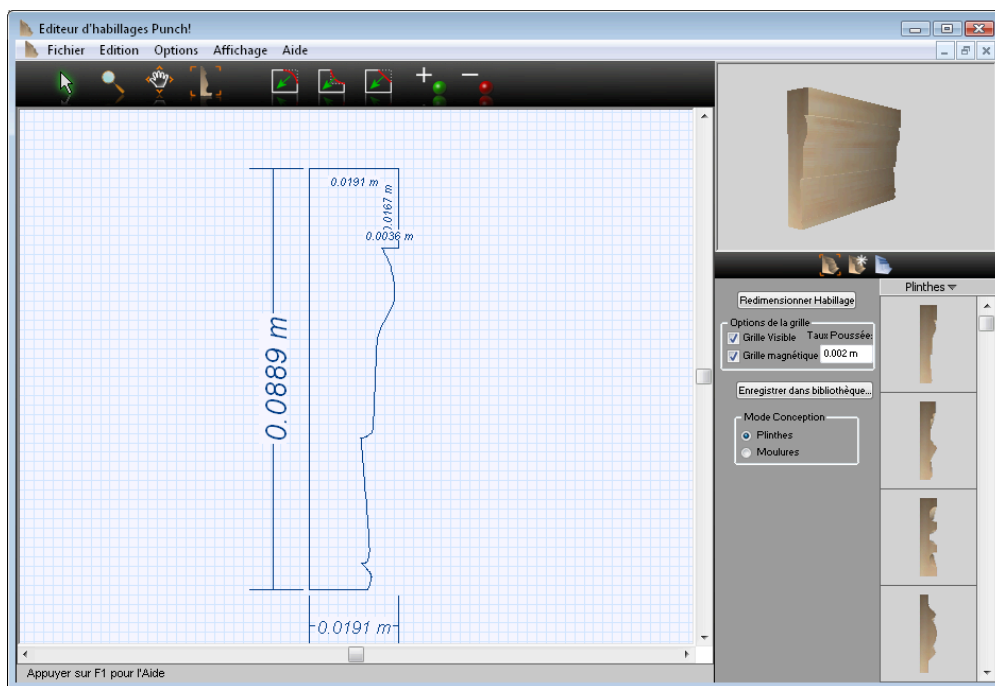 Editeur d'habillages Punch!
Fichier Edition Options Affichage Aide
0.0191 m
0.0167 m
0.0036 m
0.0889 m
0.0191 m
Plinthes
Redimensionner Habillage
Options de la grille
Grille Visible Taux Poussée:
Grille magnétique 0.002 m
Enregistrer dans bibliothèque...
Mode Conception
Plinthes
Moulures
Appuyer sur F1 pour l'Aide